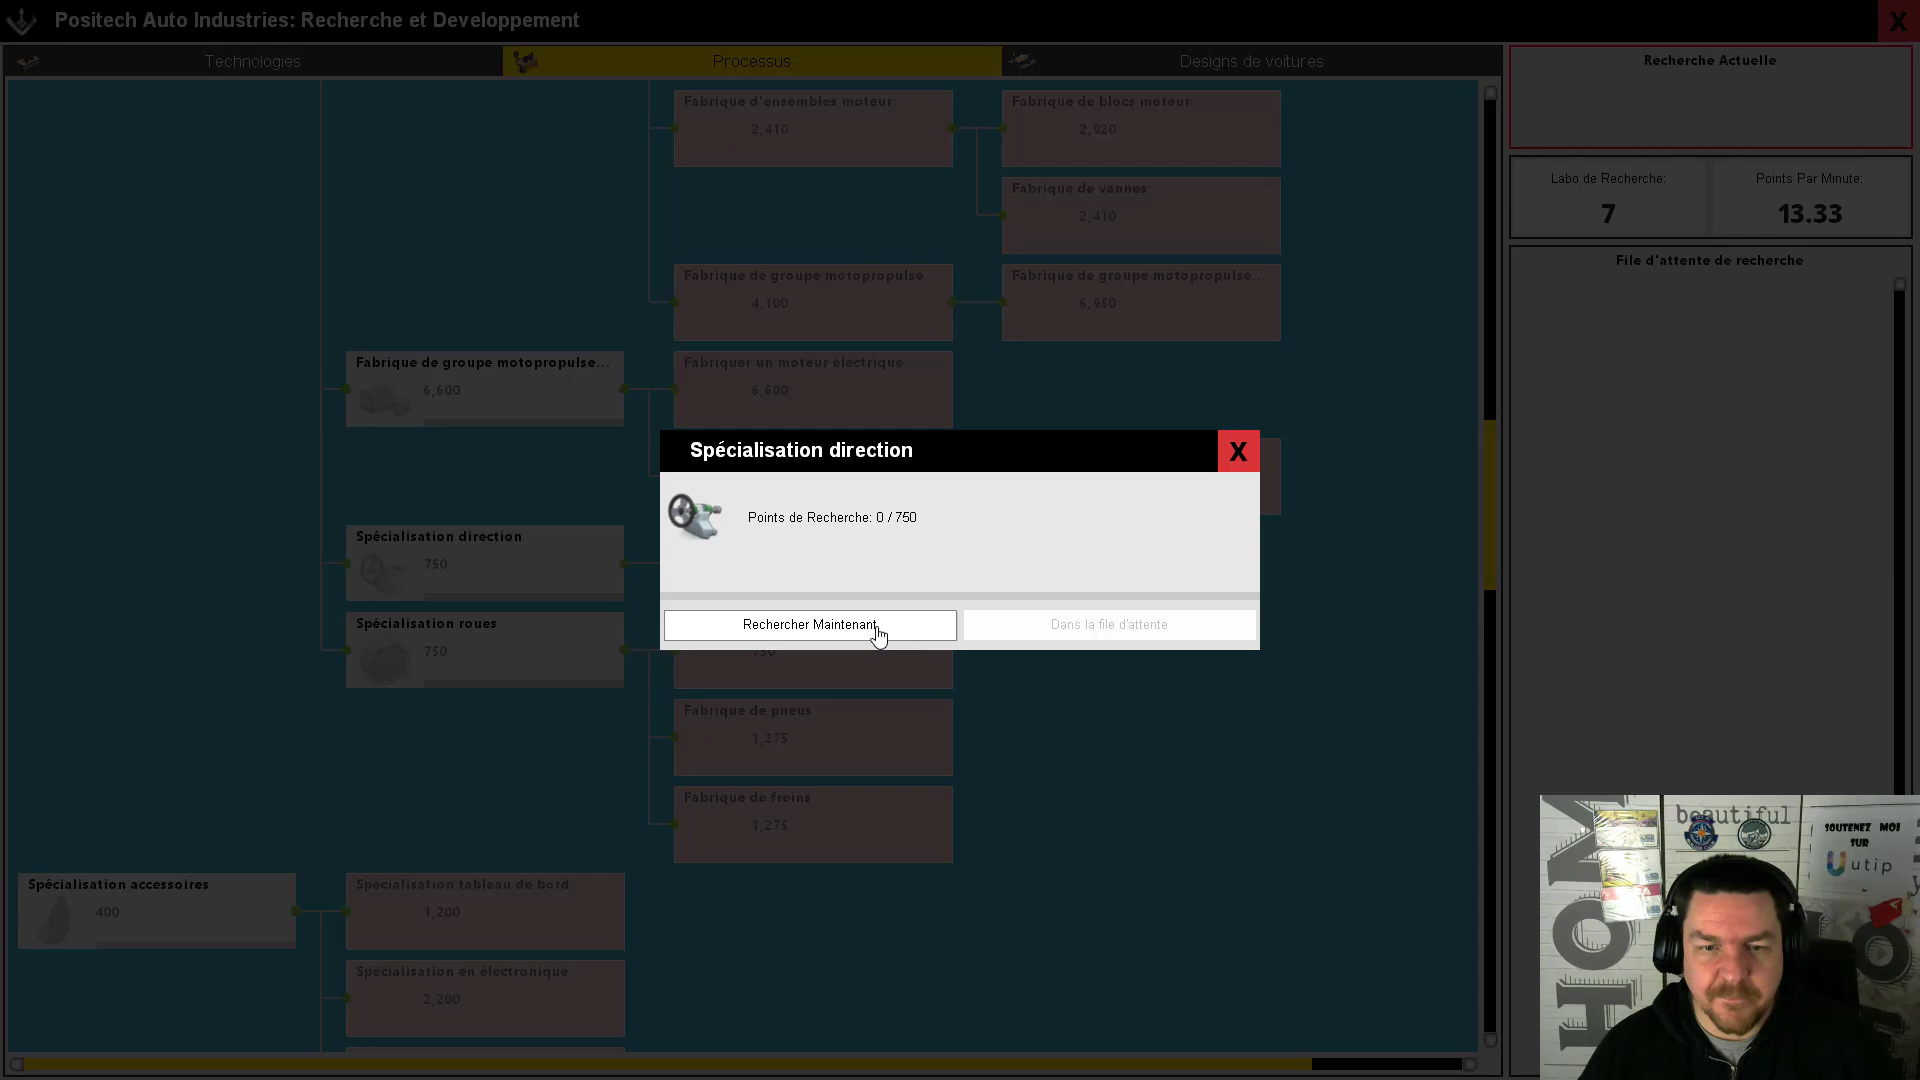 Positech Auto Industries: Recherche et Developpement
X
Technologies
Processus
Designs de voitures
Recherche Actuelle
Labo de Recherche:
7
Points Par Minute:
13.33
File d'attente de recherche
Fabrique d'ensembles moteur
2,410
Fabrique de blocs moteur
2,920
Fabrique de vannes
2,410
Fabrique de groupe motopropulse...
4,100
Fabrique de groupe motopropulse...
6,950
Fabrique de groupe motopropulse...
6,600
Fabriquer un moteur électrique
6,600
Spécialisation direction
X
Points de Recherche: 0 / 750
Rechercher Maintenant
Dans la file d'attente
Spécialisation direction
750
Spécialisation roues
750
750
Fabrique de pneus
1,275
Fabrique de freins
1,275
Spécialisation accessoires
400
Spécialisation tableau de bord
1,200
Spécialisation en électronique
2,200
beautiful
SOUTENEZ MOI
SUR
utip
HOM